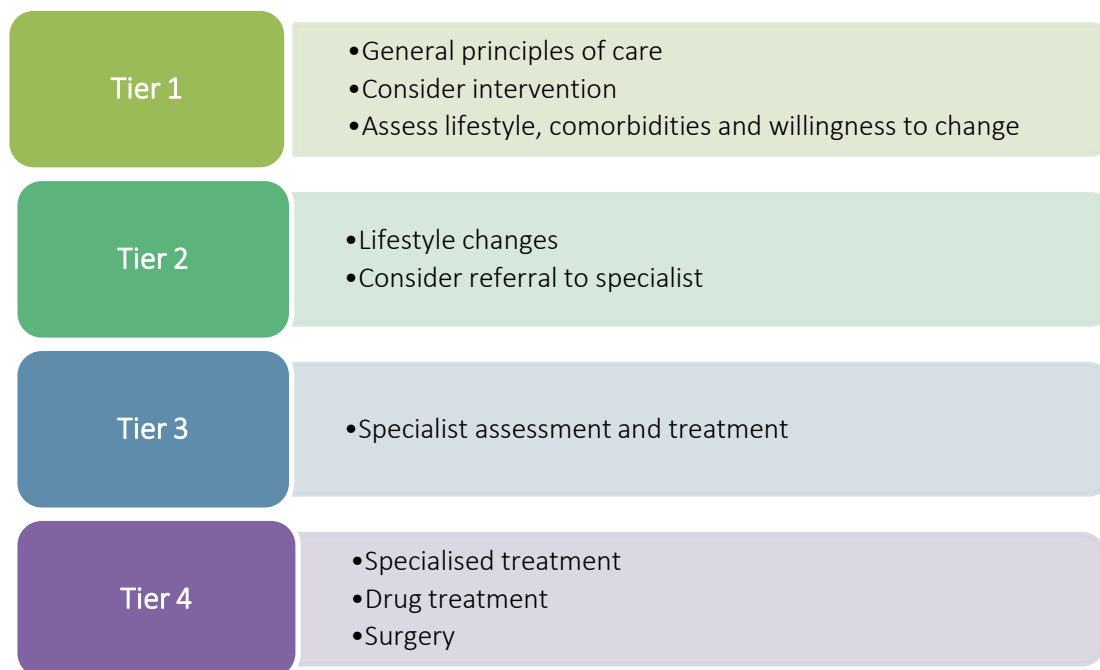 Tier 1
•General principles of care
•Consider intervention
•Assess lifestyle, comorbidities and willingness to change
Tier 2
•Lifestyle changes
•Consider referral to specialist
Tier 3
•Specialist assessment and treatment
Tier 4
•Specialised treatment
•Drug treatment
•Surgery